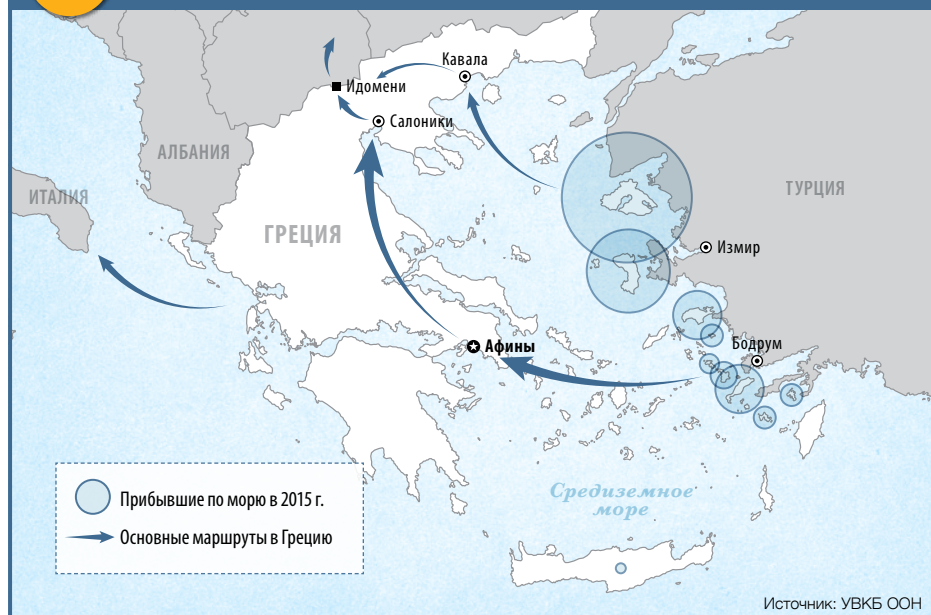 Кавала
Идомени
Салоники
АЛБАНИЯ
ИТАЛИЯ
ТУРЦИЯ
ГРЕЦИЯ
Измир
Бодрум
Афины
Средиземное
море
Прибывшие по морю в 2015 г.
Основные маршруты в Грецию
Источник: УВКБ ООН